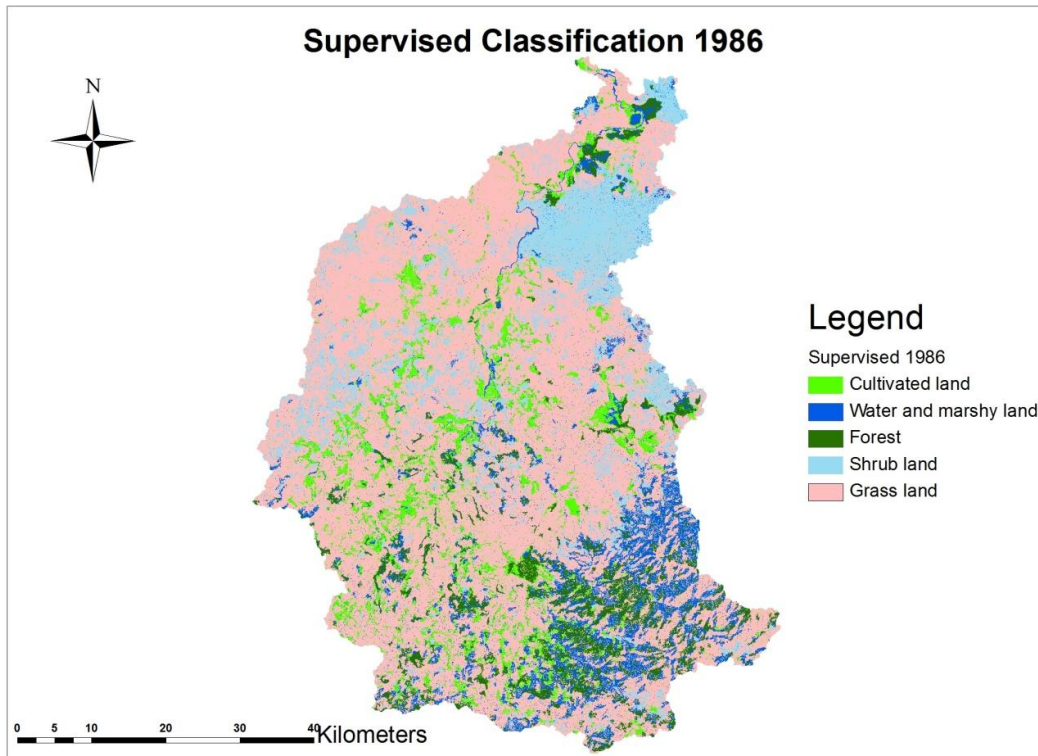 Supervised Classification 1986
N
Legend
Supervised 1986
Cultivated land
Water and marshy land
Forest
Shrub land
Grass land
0 5 10 20 30 40
Kilometers